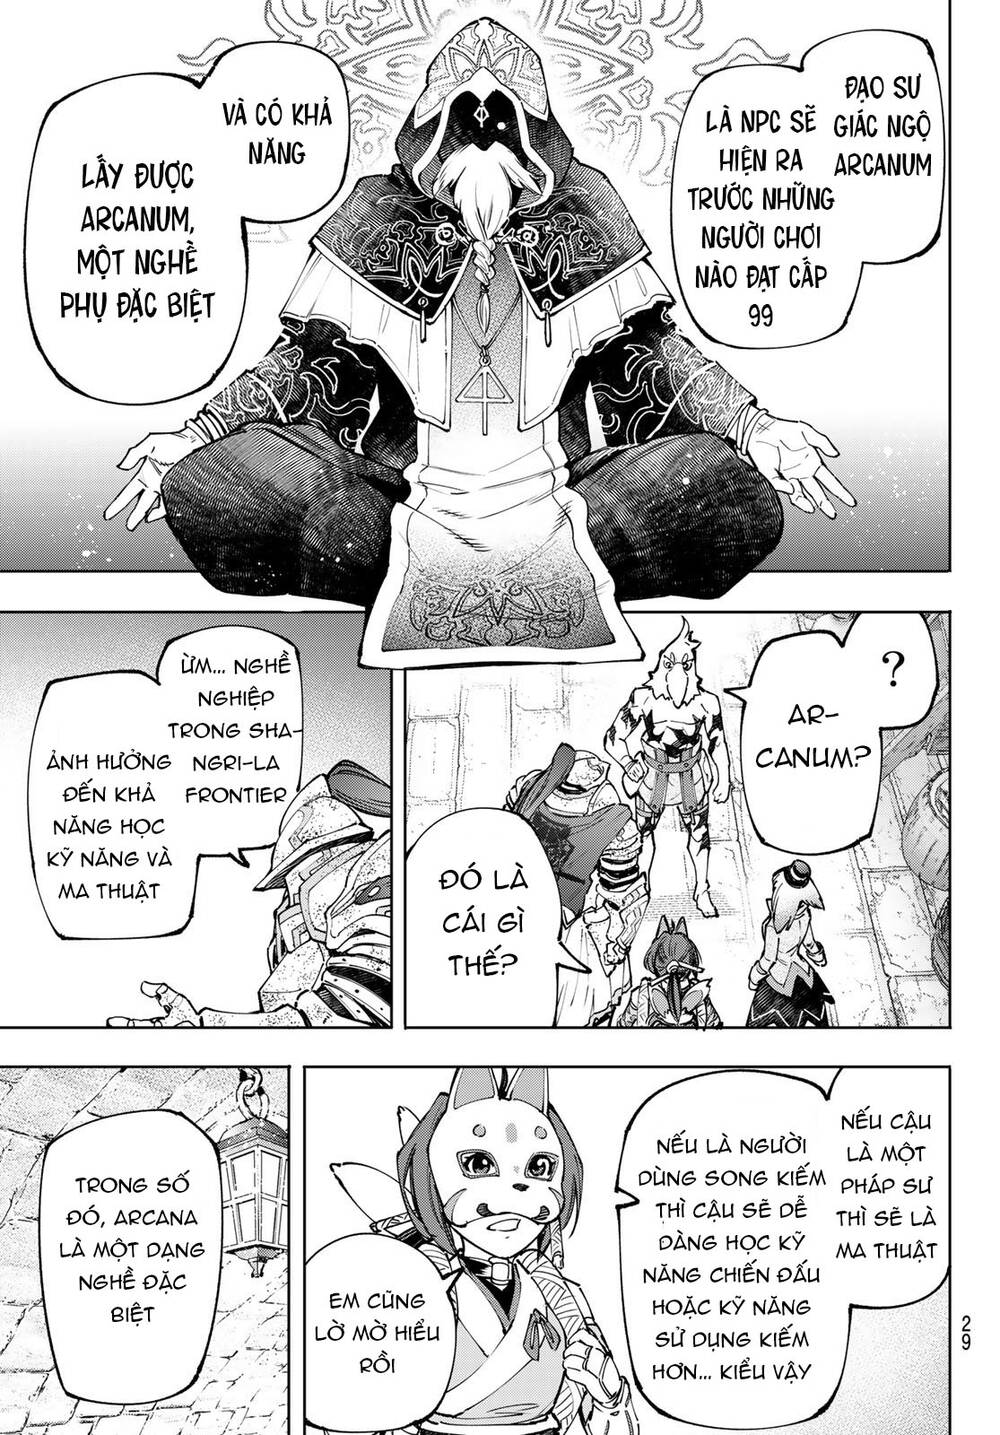 ĐẠO SƯ
GIÁC NGỘ
ARCANUM
LÀ NPC SẼ
HIỆN RA
TRƯỚC NHỮNG
NGƯỜI CHƠI
NÀO ĐẠT CẤP
99
VÀ CÓ KHẢ
NĂNG
LẤY ĐƯỢC
ARCANUM,
MỘT NGHỀ
PHỤ ĐẶC BIỆT
?
AR-
CANUM?
ĐÓ LÀ
CÁI GÌ
THẾ?
ỪM... NGHỀ
NGHIỆP
TRONG SHA-
NGRI-LA
FRONTIER
ẢNH HƯỞNG
ĐẾN KHẢ
NĂNG HỌC
KỸ NĂNG VÀ
MA THUẬT
NẾU CẬU
LÀ MỘT
PHÁP SƯ
THÌ SẼ LÀ
MA THUẬT
NẾU LÀ NGƯỜI
DÙNG SONG KIẾM
THÌ CẬU SẼ DỄ
DÀNG HỌC KỸ
NĂNG CHIẾN ĐẤU
HOẶC KỸ NĂNG
SỬ DỤNG KIẾM
HƠN... KIỂU VẬY
EM CŨNG
LỜ MỜ HIỂU
RỒI
TRONG SỐ
ĐÓ, ARCANA
LÀ MỘT DẠNG
NGHỀ ĐẶC
BIỆT
29